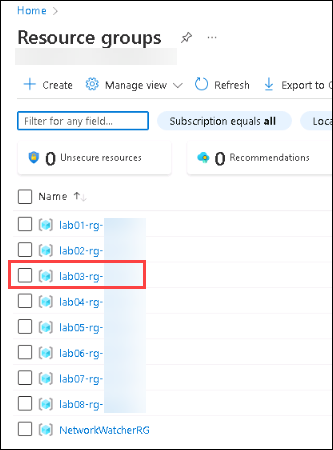 Home >
Resource groups
+ Create Manage view Refresh Export to C
Filter for any field... Subscription equals all Loca
0 Unsecure resources 0 Recommendations
Name ↑↓
lab01-rg-
lab02-rg-
lab03-rg-
lab04-rg-
lab05-rg-
lab06-rg-
lab07-rg-
lab08-rg-
NetworkWatcherRG